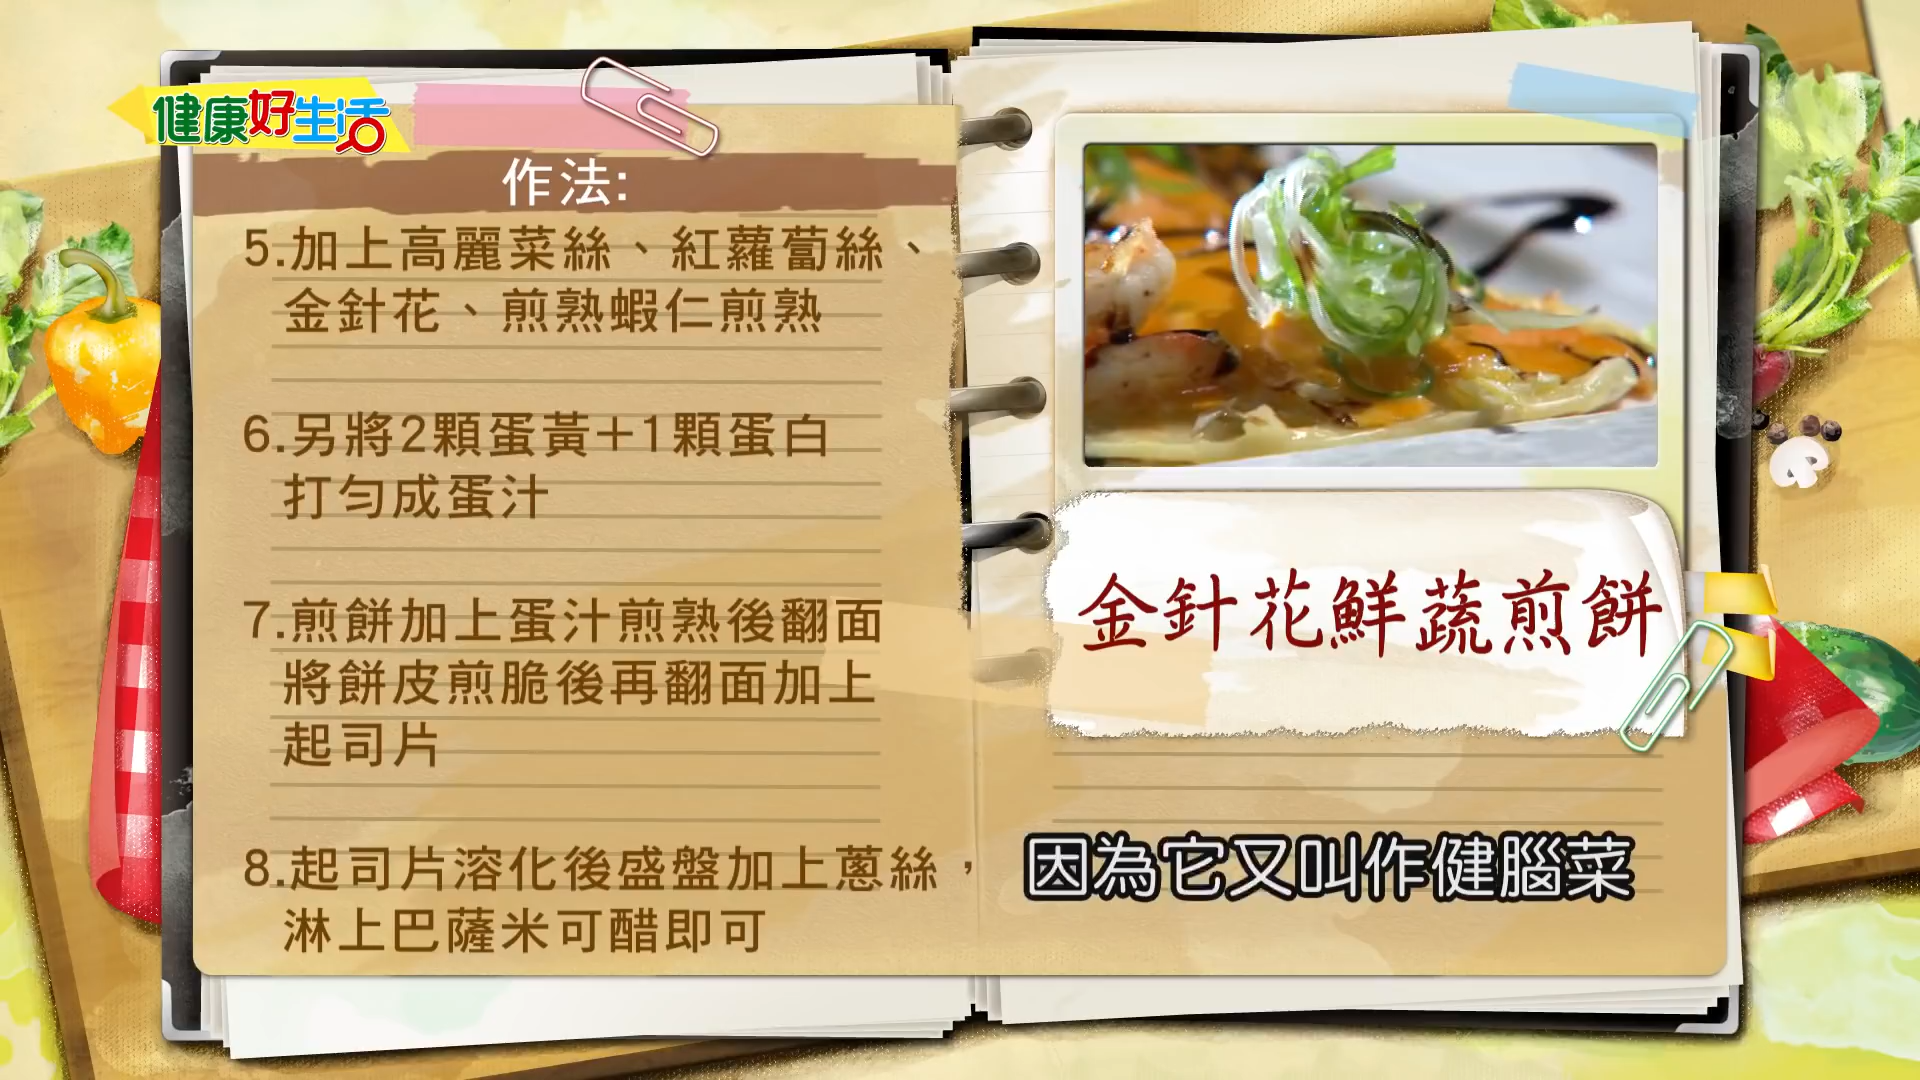 健康好生活
作法:
5.加上高麗菜絲、紅蘿蔔絲、
金針花、煎熟蝦仁煎熟
6.另將2顆蛋黃+1顆蛋白
打勻成蛋汁
7.煎餅加上蛋汁煎熟後翻面
將餅皮煎脆後再翻面加上
起司片
8.起司片溶化後盛盤加上蔥絲，
淋上巴薩米可醋即可
金針花鮮蔬煎餅
因為它又叫作健腦菜